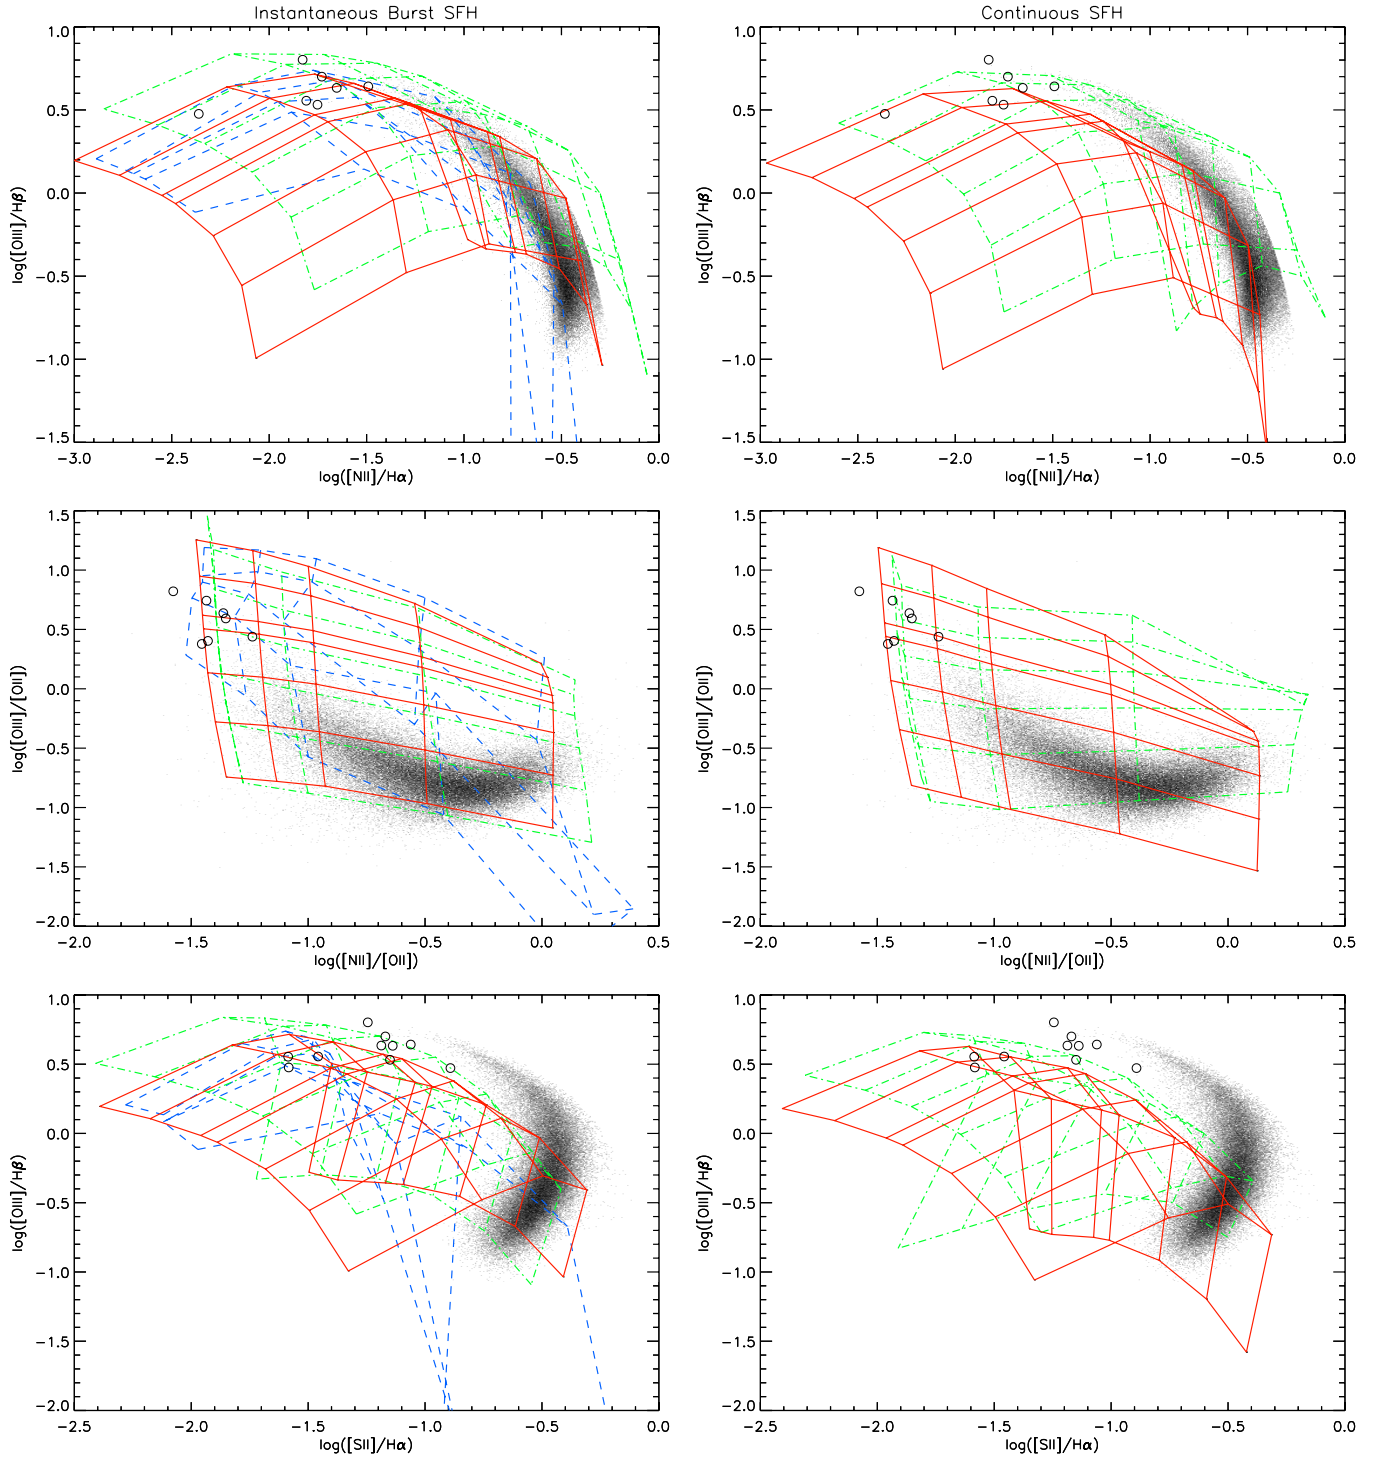 Instantaneous Burst SFH
Continuous SFH
1.0
0.5
0.0
−0.5
−1.0
−1.5
log([OIII]/Hβ)
−3.0 −2.5 −2.0 −1.5 −1.0 −0.5 0.0
log([NII]/Hα)
1.0
0.5
0.0
−0.5
−1.0
−1.5
log([OIII]/Hβ)
−3.0 −2.5 −2.0 −1.5 −1.0 −0.5 0.0
log([NII]/Hα)
1.5
1.0
0.5
0.0
−0.5
−1.0
−1.5
−2.0
log([OIII]/[OII])
−2.0 −1.5 −1.0 −0.5 0.0 0.5
log([NII]/[OII])
1.5
1.0
0.5
0.0
−0.5
−1.0
−1.5
−2.0
log([OIII]/[OII])
−2.0 −1.5 −1.0 −0.5 0.0 0.5
log([NII]/[OII])
1.0
0.5
0.0
−0.5
−1.0
−1.5
−2.0
log([OIII]/Hβ)
−2.5 −2.0 −1.5 −1.0 −0.5 0.0
log([SII]/Hα)
1.0
0.5
0.0
−0.5
−1.0
−1.5
−2.0
log([OIII]/Hβ)
−2.5 −2.0 −1.5 −1.0 −0.5 0.0
log([SII]/Hα)